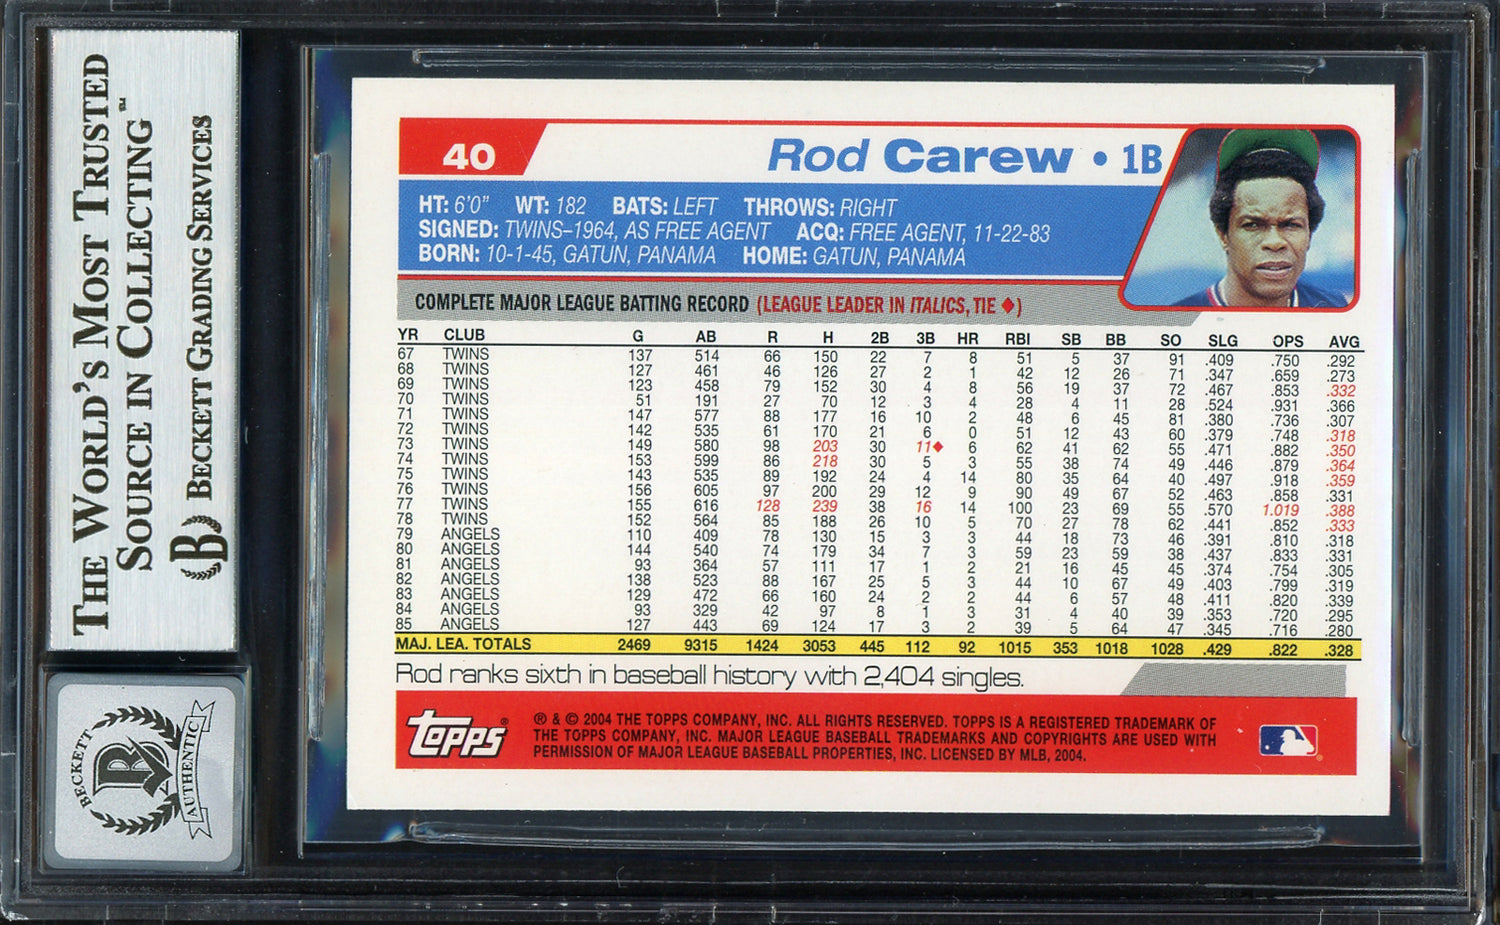 THE WORLD'S MOST TRUSTED
SOURCE IN COLLECTING™
BECKETT GRADING SERVICES
B
BECKETT
B
AUTHENTIC
40
Rod Carew • 1B
HT: 6'0" WT: 182 BATS: LEFT THROWS: RIGHT
SIGNED: TWINS–1964, AS FREE AGENT ACQ: FREE AGENT, 11-22-83
BORN: 10-1-45, GATUN, PANAMA HOME: GATUN, PANAMA
COMPLETE MAJOR LEAGUE BATTING RECORD (LEAGUE LEADER IN ITALICS, TIE ♦)
YR CLUB G AB R H 2B 3B HR RBI SB BB SO SLG OPS AVG
67 TWINS 137 514 66 150 22 7 8 51 5 37 91 .409 .750 .292
68 TWINS 127 461 46 126 27 2 1 42 12 26 71 .347 .659 .273
69 TWINS 123 458 79 152 30 4 8 56 19 37 72 .467 .853 .332
70 TWINS 51 191 27 70 12 3 4 28 4 11 28 .524 .931 .366
71 TWINS 147 577 88 177 16 10 2 48 6 45 81 .380 .736 .307
72 TWINS 142 535 61 170 21 6 0 51 12 43 60 .379 .748 .318
73 TWINS 149 580 98 203 30 11♦ 6 62 41 62 55 .471 .882 .350
74 TWINS 153 599 86 218 30 5 3 55 38 74 49 .446 .879 .364
75 TWINS 143 535 89 192 24 4 14 80 35 64 40 .497 .918 .359
76 TWINS 156 605 97 200 29 12 9 90 49 67 52 .463 .858 .331
77 TWINS 155 616 128 239 38 16 14 100 23 69 55 .570 1.019 .388
78 TWINS 152 564 85 188 26 10 5 70 27 78 62 .441 .852 .333
79 ANGELS 110 409 78 130 15 3 3 44 18 73 46 .391 .810 .318
80 ANGELS 144 540 74 179 34 7 3 59 23 59 38 .437 .833 .331
81 ANGELS 93 364 57 111 17 1 2 21 16 45 45 .374 .754 .305
82 ANGELS 138 523 88 167 25 5 3 44 10 67 49 .403 .799 .319
83 ANGELS 129 472 66 160 24 2 2 44 6 57 48 .411 .820 .339
84 ANGELS 93 329 42 97 8 1 3 31 4 40 39 .353 .720 .295
85 ANGELS 127 443 69 124 17 3 2 39 5 64 47 .345 .716 .280
MAJ. LEA. TOTALS 2469 9315 1424 3053 445 112 92 1015 353 1018 1028 .429 .822 .328
Rod ranks sixth in baseball history with 2,404 singles.
topps®
® & © 2004 THE TOPPS COMPANY, INC. ALL RIGHTS RESERVED. TOPPS IS A REGISTERED TRADEMARK OF
THE TOPPS COMPANY, INC. MAJOR LEAGUE BASEBALL TRADEMARKS AND COPYRIGHTS ARE USED WITH
PERMISSION OF MAJOR LEAGUE BASEBALL PROPERTIES, INC. LICENSED BY MLB, 2004.